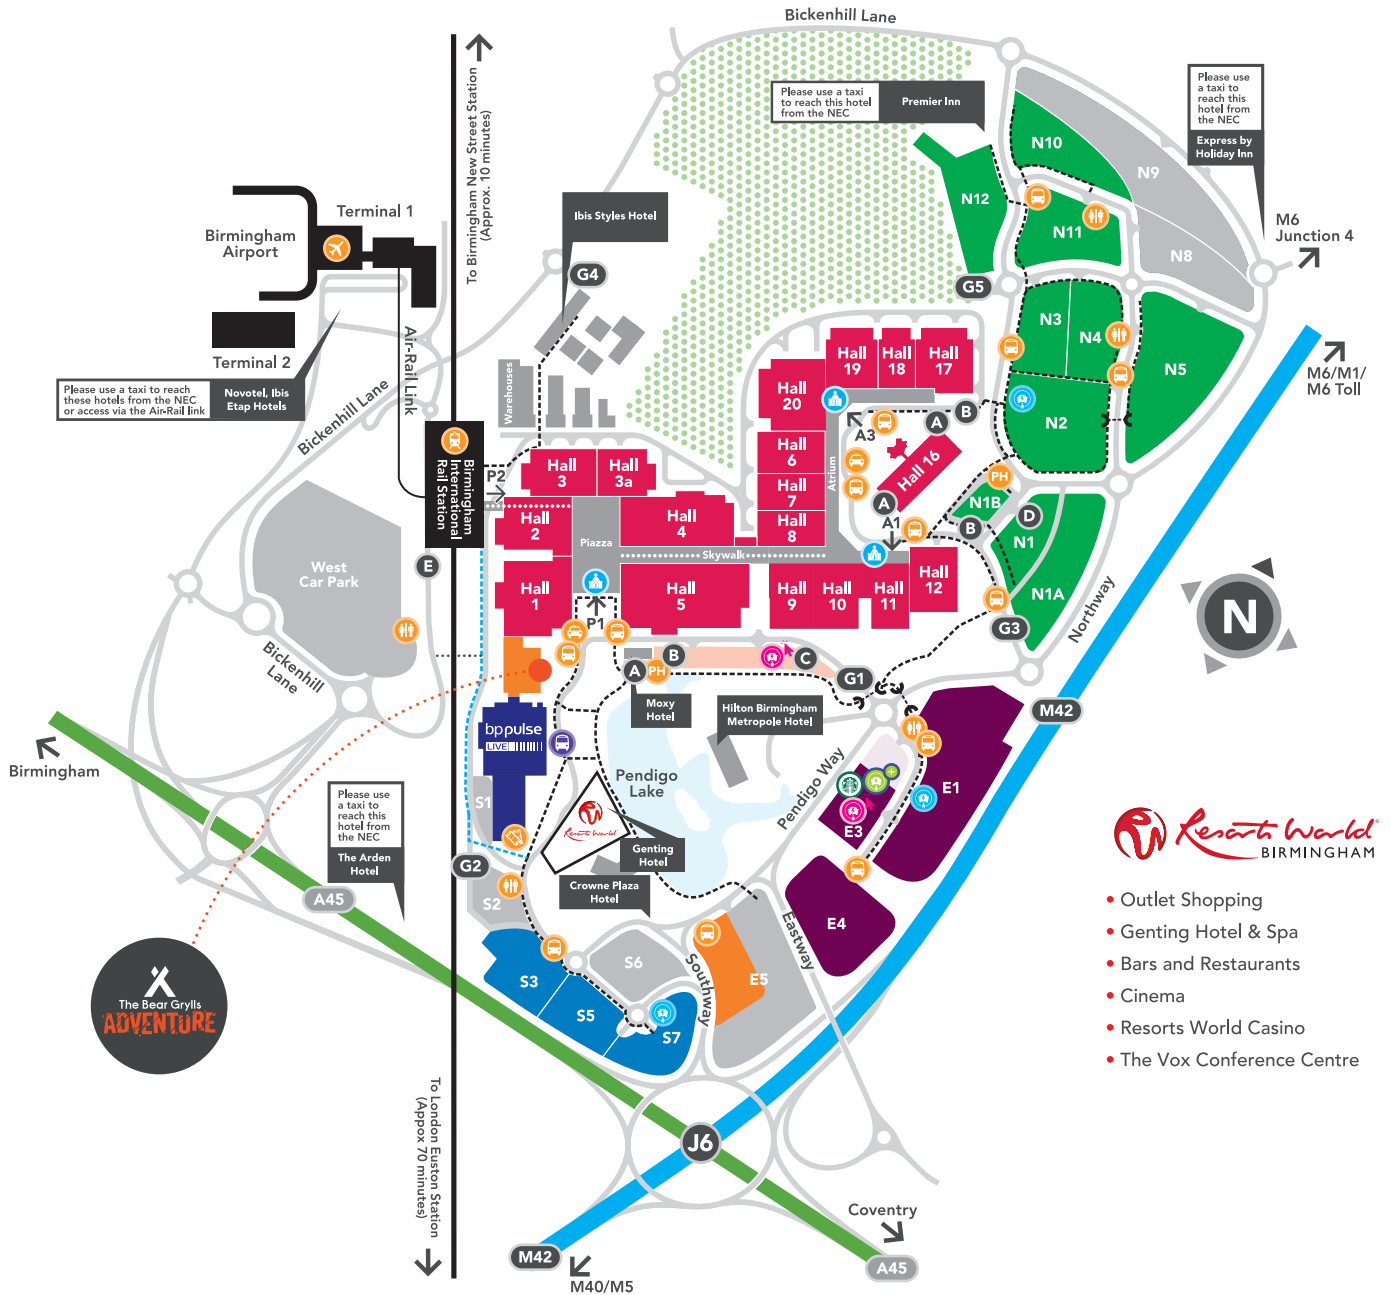 Bickenhill Lane
To Birmingham New Street Station
(Approx. 10 minutes)
Please use a taxi
to reach this hotel
from the NEC
Premier Inn
Please use
a taxi to
reach this
hotel from
the NEC
Express by
Holiday Inn
N10
N9
N12
N11
N8
M6
Junction 4
Terminal 1
Birmingham
Airport
Ibis Styles Hotel
G4
G5
Terminal 2
Air-Rail Link
N3
N4
N5
N2
M6/M1/
M6 Toll
Please use a taxi to reach
these hotels from the NEC
or access via the Air-Rail link
Novotel, Ibis
Etap Hotels
Bickenhill Lane
Warehouses
Hall
19
Hall
18
Hall
17
Hall
20
A3
A
B
Hall
6
Hall
7
Hall
8
Atrium
Hall 16
A
A1
Birmingham
International
Rail Station
P2
Hall
3
Hall
3a
Hall
2
Piazza
Hall
4
Skywalk
PH
N1B
B
D
N1
N1A
Northway
G3
West
Car Park
E
Hall
1
P1
Hall
5
Hall
9
Hall
10
Hall
11
Hall
12
N
Bickenhill
Lane
A
PH
B
C
G1
Moxy
Hotel
Hilton Birmingham
Metropole Hotel
M42
bp pulse
LIVE
Birmingham
Pendigo
Lake
Pendigo Way
E1
E3
S1
Please use
a taxi to
reach this
hotel from
the NEC
The Arden
Hotel
Resorts World
Genting
Hotel
Crowne Plaza
Hotel
G2
S2
A45
E4
Eastway
S6
Southway
E5
S3
S5
S7
The Bear Grylls
ADVENTURE
Resorts World
BIRMINGHAM
• Outlet Shopping
• Genting Hotel & Spa
• Bars and Restaurants
• Cinema
• Resorts World Casino
• The Vox Conference Centre
To London Euston Station
(Appox 70 minutes)
J6
Coventry
M42
M40/M5
A45